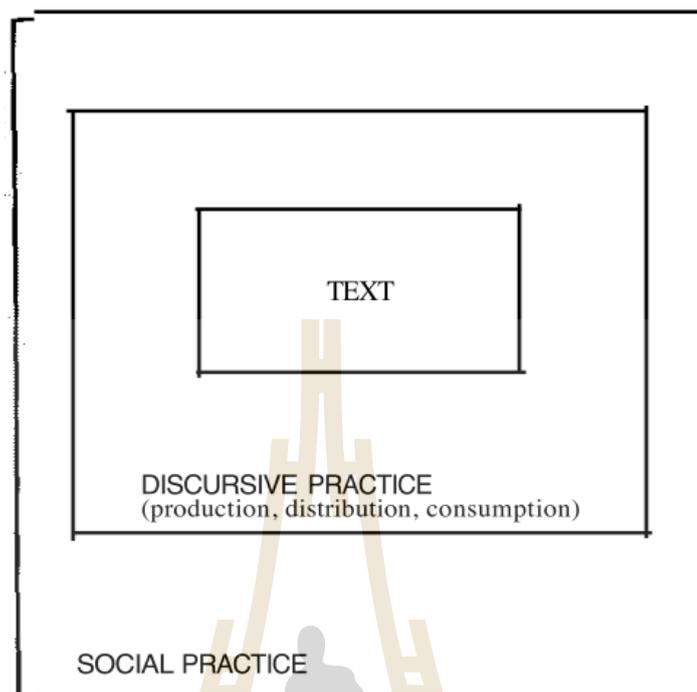 TEXT
DISCURSIVE PRACTICE
(production, distribution, consumption)
SOCIAL PRACTICE